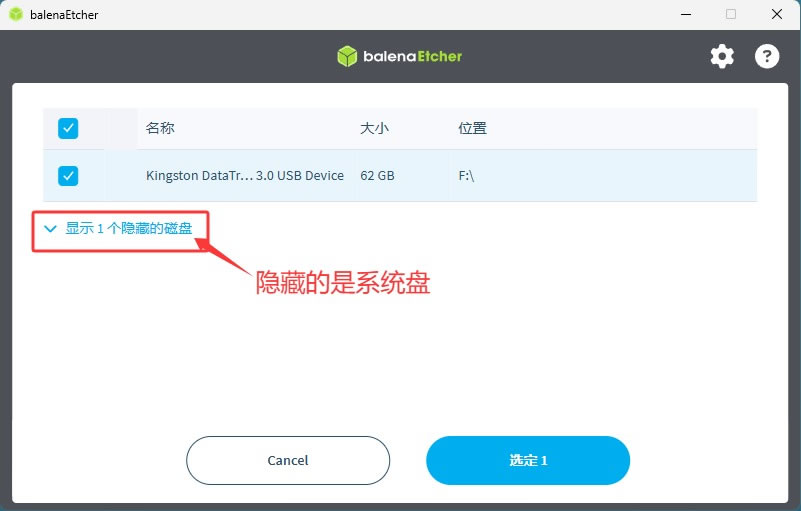 balenaEtcher
balenaEtcher
名称 大小 位置
Kingston DataTr... 3.0 USB Device 62 GB F:\
显示 1 个隐藏的磁盘
隐藏的是系统盘
Cancel 选定 1